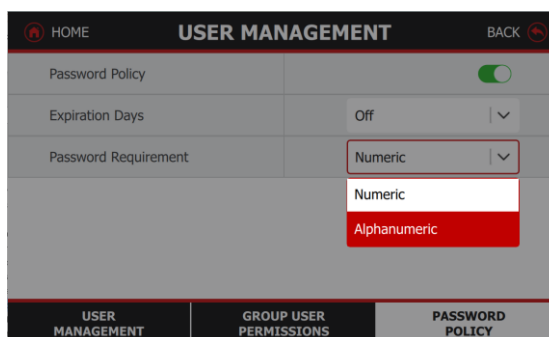 HOME
USER MANAGEMENT
BACK
Password Policy
Expiration Days
Off
Password Requirement
Numeric
Numeric
Alphanumeric
USER
MANAGEMENT
GROUP USER
PERMISSIONS
PASSWORD
POLICY